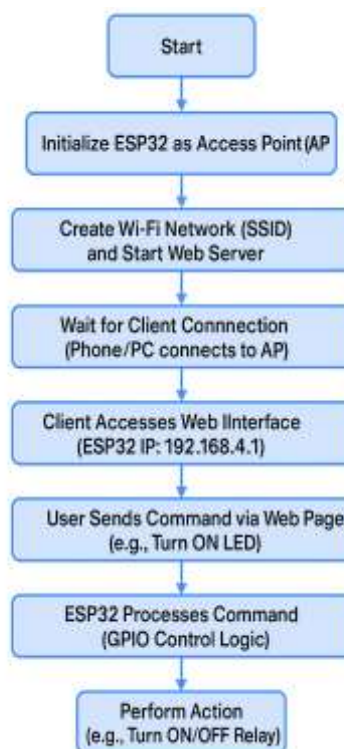 Start
Initialize ESP32 as Access Point (AP
Create Wi-Fi Network (SSID)
and Start Web Server
Wait for Client Connnection
(Phone/PC connects to AP)
Client Accesses Web IInterface
(ESP32 IP: 192.168.4.1)
User Sends Command via Web Page
(e.g., Turn ON LED)
ESP32 Processes Command
(GPIO Control Logic)
Perform Action
(e.g., Turn ON/OFF Relay)